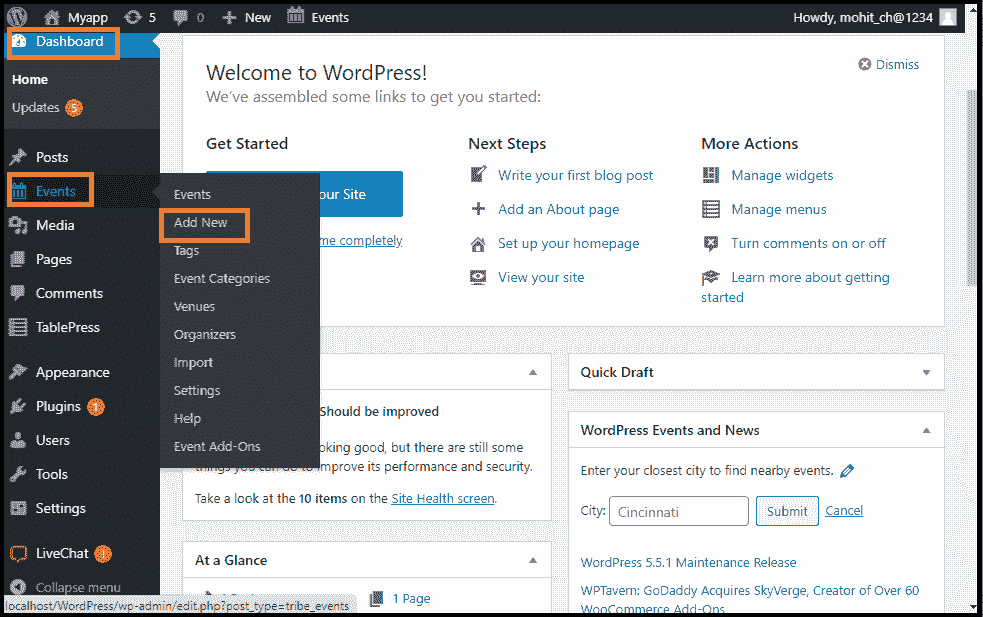 Myapp 5 0 New Events Howdy, mohit_ch@1234
Dashboard
Home
Updates 5
Posts
Events
Media
Pages
Comments
TablePress
Appearance
Plugins 1
Users
Tools
Settings
LiveChat
Collapse menu
Events
Add New
Tags
Event Categories
Venues
Organizers
Import
Settings
Help
Event Add-Ons
Welcome to WordPress!
We've assembled some links to get you started:
Dismiss
Get Started
our Site
me completely
Next Steps
Write your first blog post
Add an About page
Set up your homepage
View your site
More Actions
Manage widgets
Manage menus
Turn comments on or off
Learn more about getting
started
Should be improved
oking good, but there are still some
things you can do to improve its performance and security.
Take a look at the 10 items on the Site Health screen.
At a Glance
1 Page
Quick Draft
WordPress Events and News
Enter your closest city to find nearby events.
City: Cincinnati Submit Cancel
WordPress 5.5.1 Maintenance Release
WPTavern: GoDaddy Acquires SkyVerge, Creator of Over 60
WooCommerce Add-Ons
localhost/WordPress/wp-admin/edit.php?post_type=tribe_events